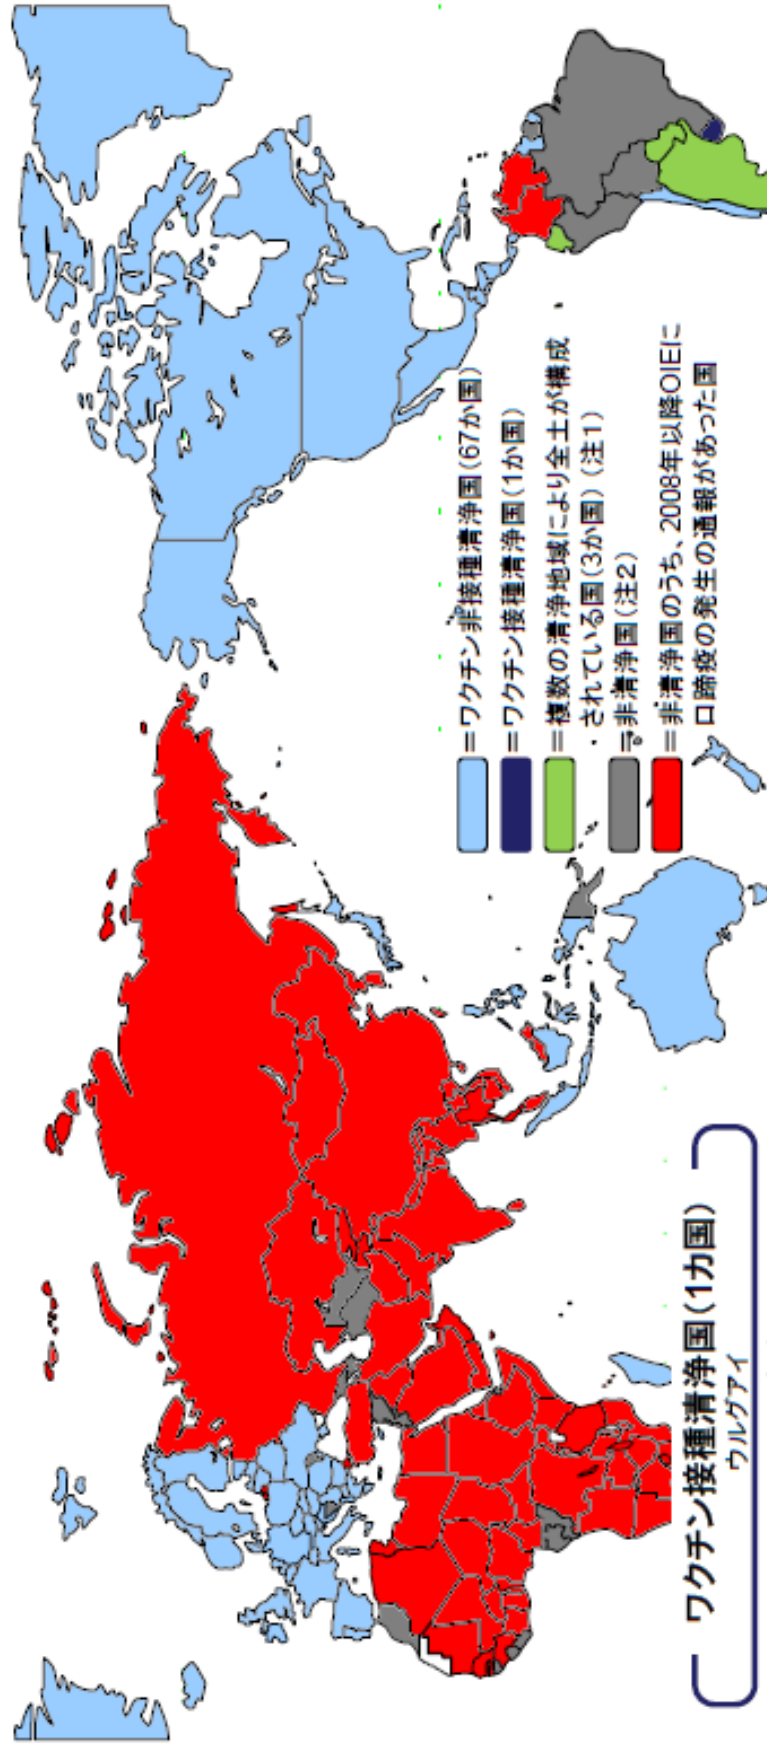 =ワクチン非接種清浄国(67か国)
=ワクチン接種清浄国(1か国)
=複数の清浄地域により全土が構成
されている国(3か国)(注1)
=非清浄国(注2)
=非清浄国のうち、2008年以降OIEに
口蹄疫の発生の通報があった国
ワクチン接種清浄国(1カ国)
ウルグアイ